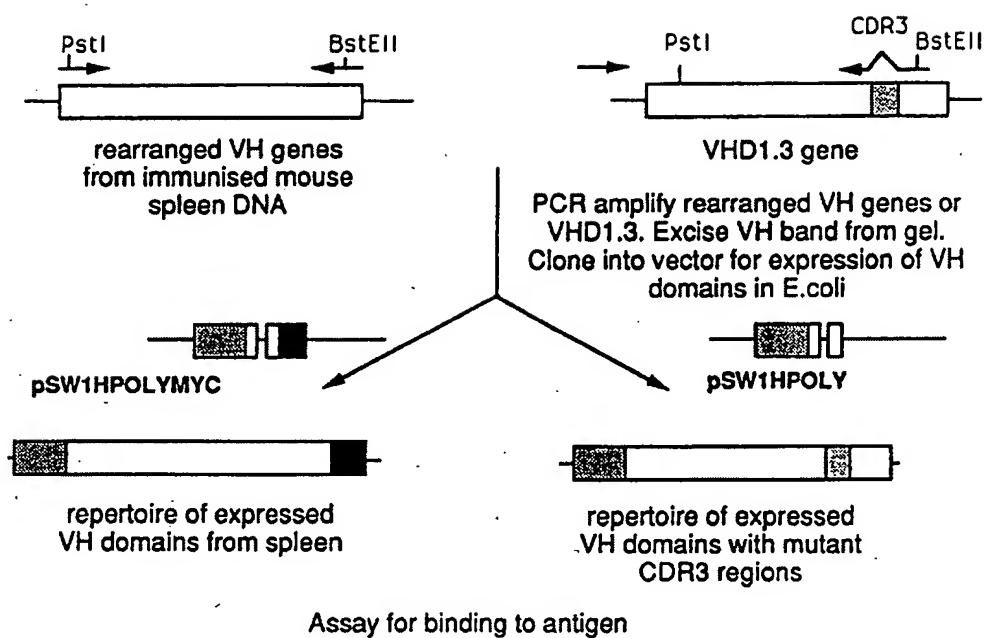 PstI
BstEII
rearranged VH genes
from immunised mouse
spleen DNA
PstI
CDR3
BstEII
VHD1.3 gene
PCR amplify rearranged VH genes or
VHD1.3. Excise VH band from gel.
Clone into vector for expression of VH
domains in E.coli
pSW1HPOLYMYC
pSW1HPOLY
repertoire of expressed
VH domains from spleen
repertoire of expressed
VH domains with mutant
CDR3 regions
Assay for binding to antigen